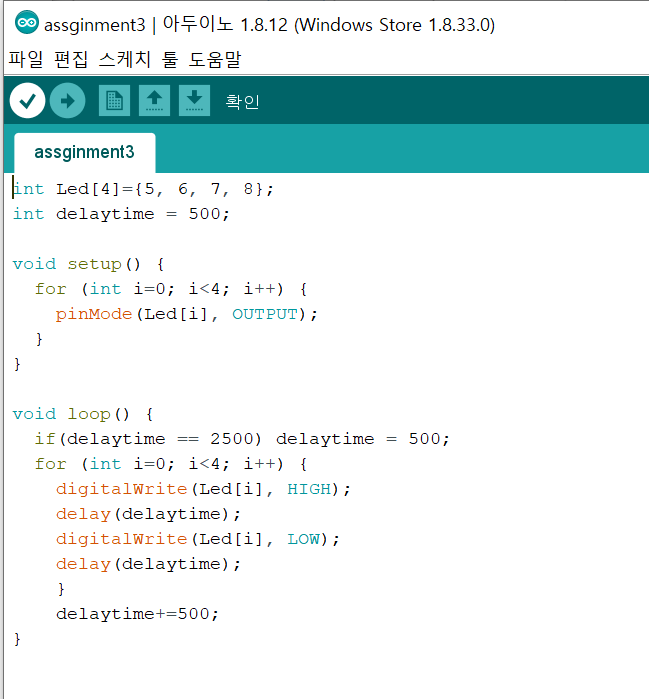 assginment3 | 아두이노 1.8.12 (Windows Store 1.8.33.0)
파일 편집 스케치 툴 도움말
확인
assginment3
int Led[4]={5, 6, 7, 8};
int delaytime = 500;
void setup() {
  for (int i=0; i<4; i++) {
    pinMode(Led[i], OUTPUT);
  }
}
void loop() {
  if(delaytime == 2500) delaytime = 500;
  for (int i=0; i<4; i++) {
    digitalWrite(Led[i], HIGH);
    delay(delaytime);
    digitalWrite(Led[i], LOW);
    delay(delaytime);
    }
    delaytime+=500;
}